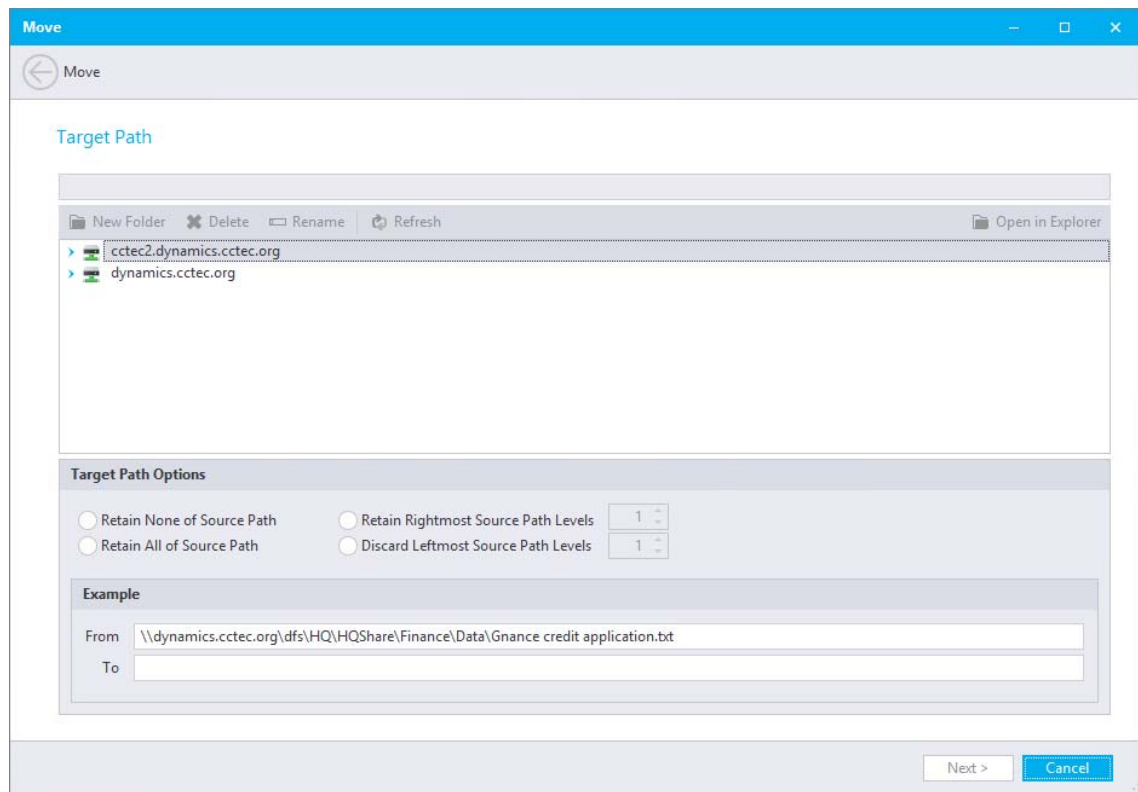 Move
Move
Target Path
New Folder Delete Rename Refresh Open in Explorer
cctec2.dynamics.cctec.org
dynamics.cctec.org
Target Path Options
Retain None of Source Path Retain Rightmost Source Path Levels 1
Retain All of Source Path Discard Leftmost Source Path Levels 1
Example
From \\dynamics.cctec.org\dfs\HQ\HQShare\Finance\Data\Gnance credit application.txt
To
Next > Cancel